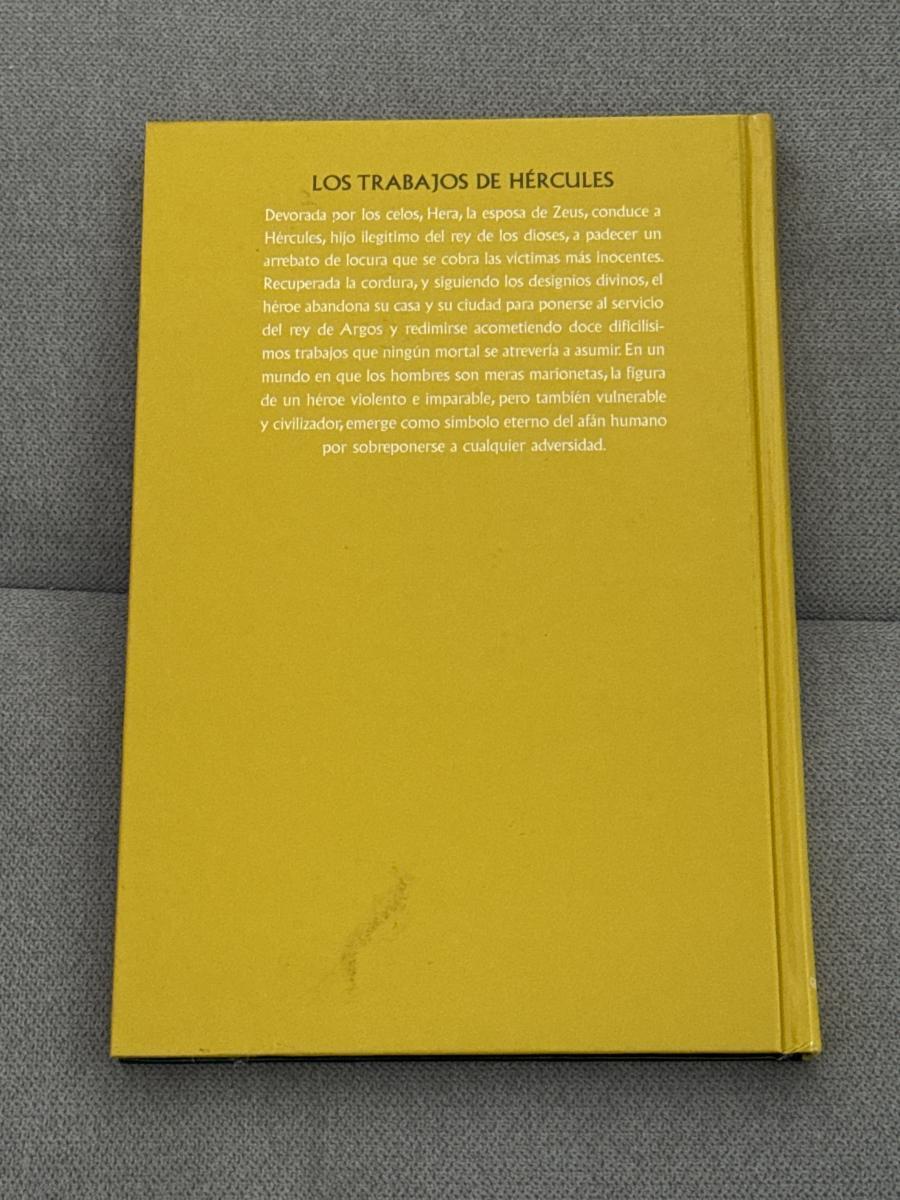 LOS TRABAJOS DE HÉRCULES
Devorada por los celos, Hera, la esposa de Zeus, conduce a
Hércules, hijo ilegítimo del rey de los dioses, a padecer un
arrebato de locura que se cobra las víctimas más inocentes.
Recuperada la cordura, y siguiendo los designios divinos, el
héroe abandona su casa y su ciudad para ponerse al servicio
del rey de Argos y redimirse acometiendo doce dificilísi-
mos trabajos que ningún mortal se atrevería a asumir. En un
mundo en que los hombres son meras marionetas, la figura
de un héroe violento e imparable, pero también vulnerable
y civilizador, emerge como símbolo eterno del afán humano
por sobreponerse a cualquier adversidad.